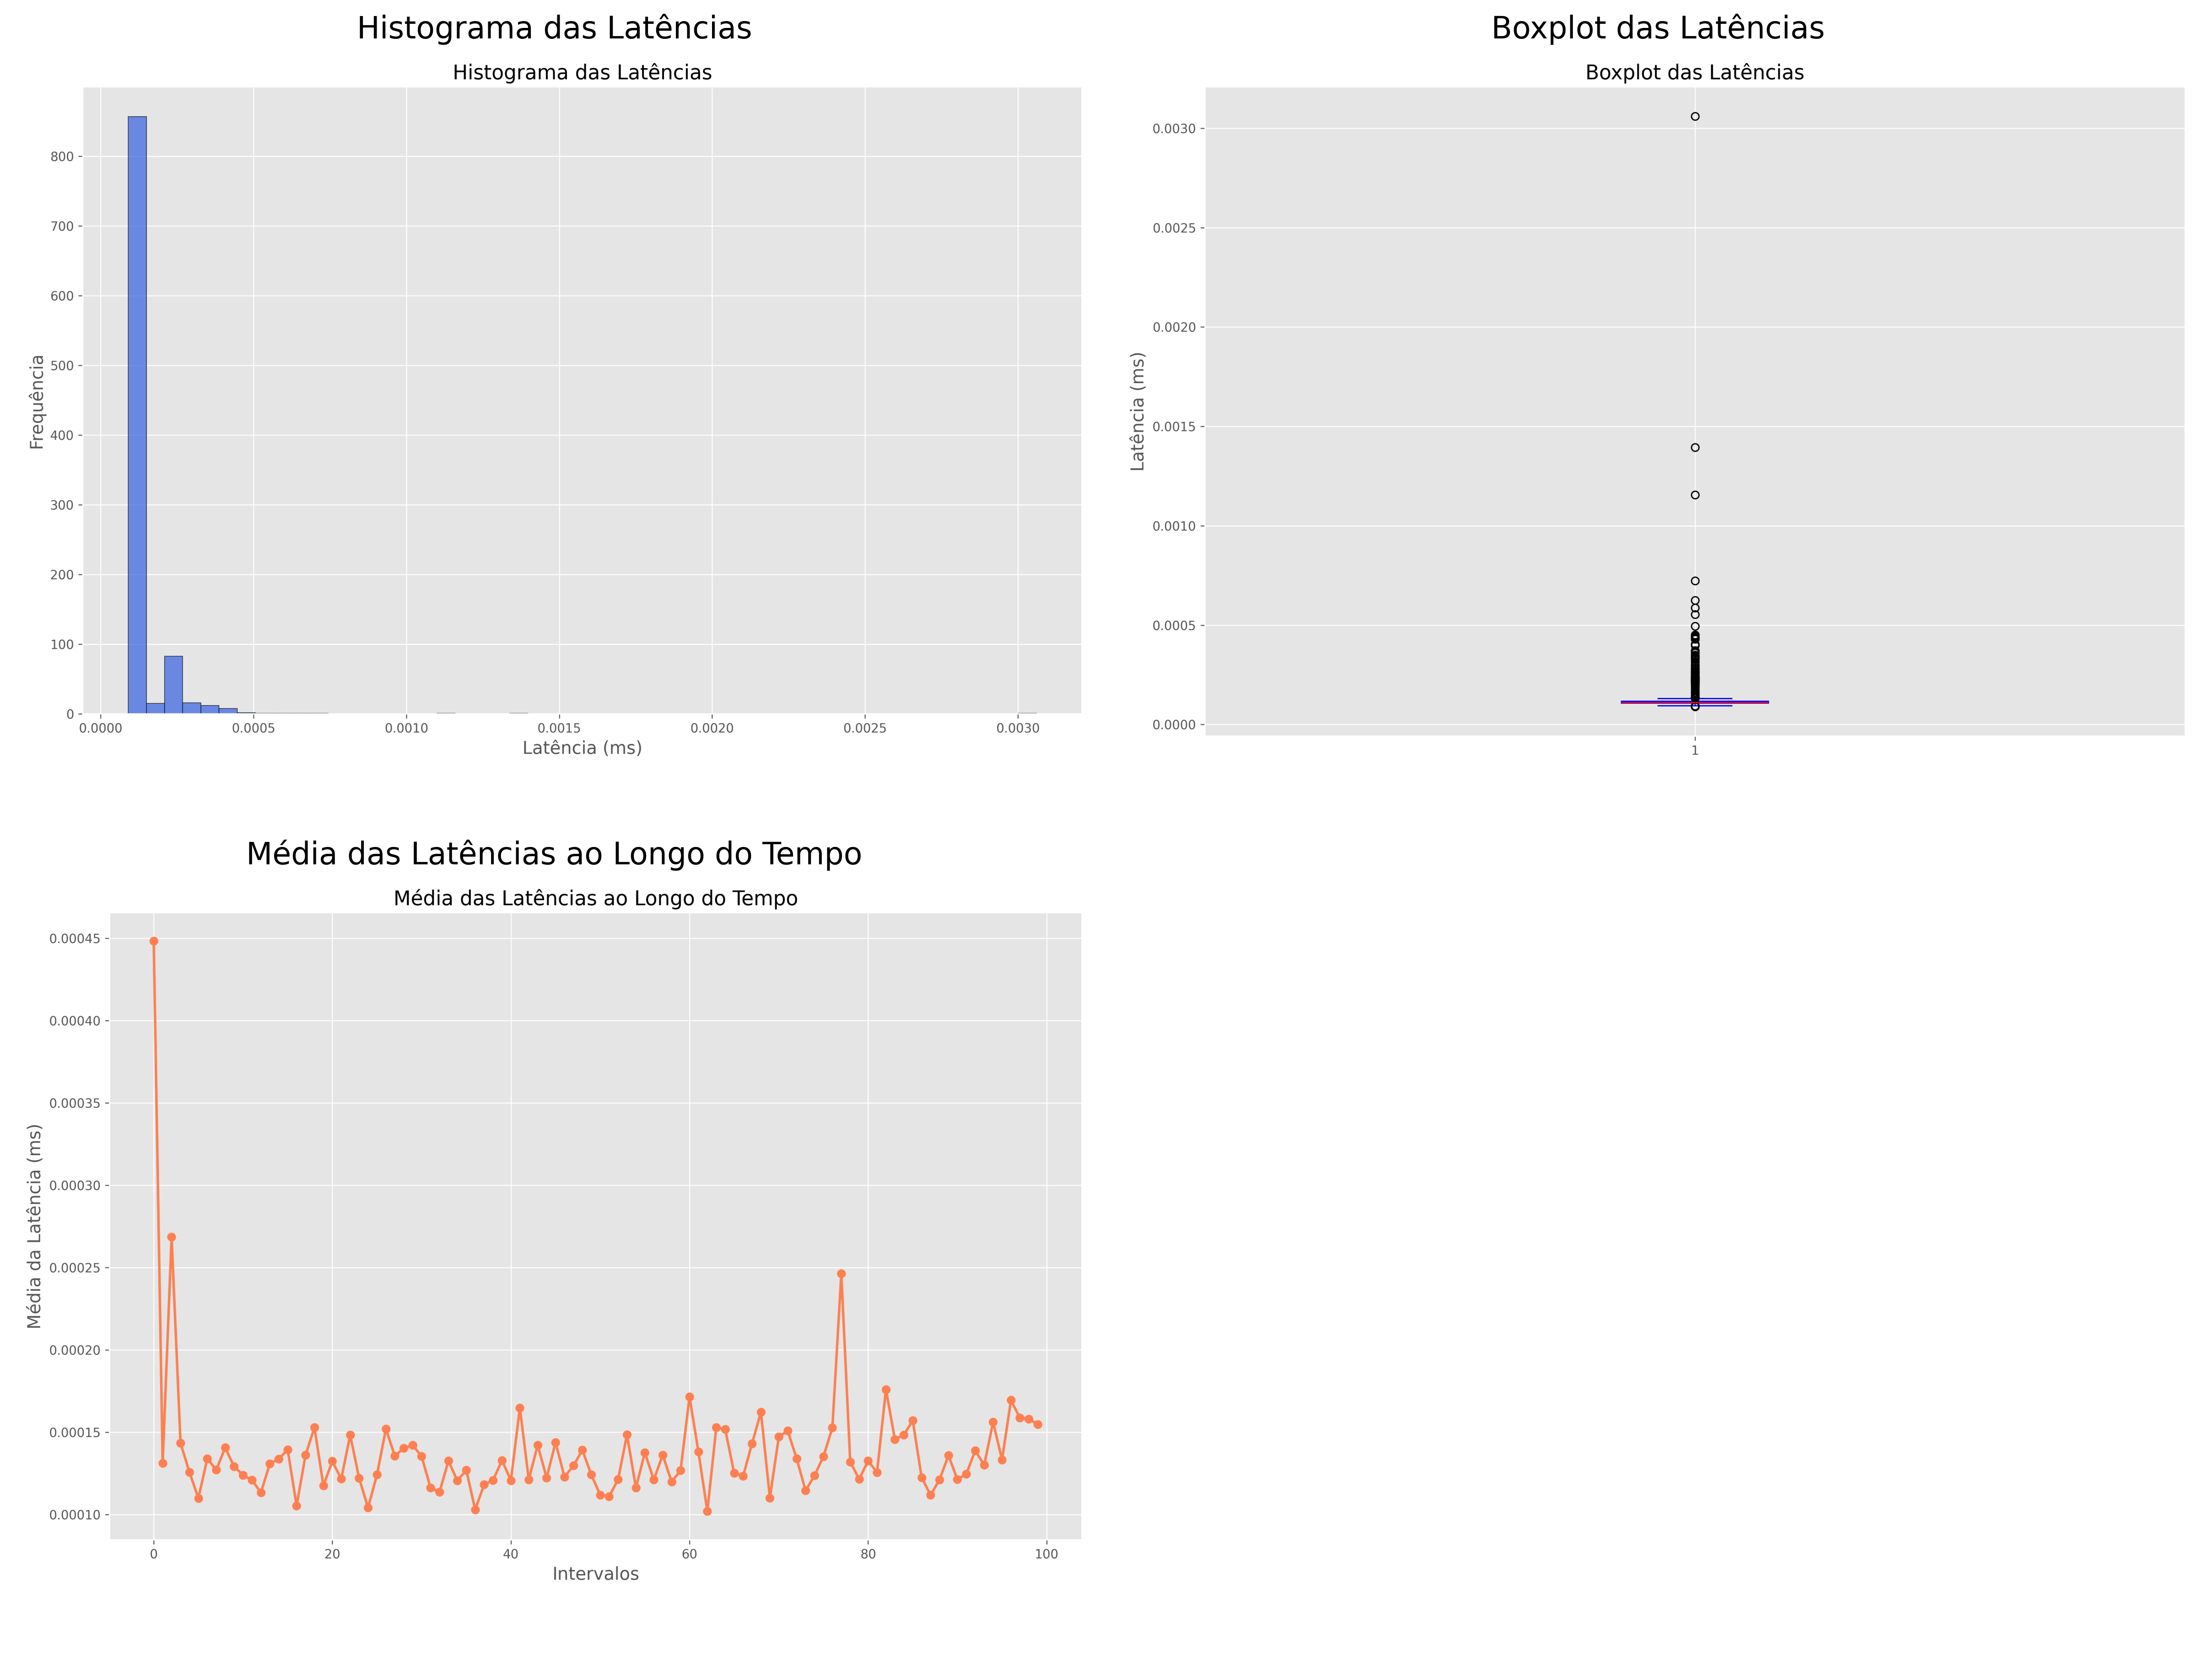 Histograma das Latências
Histograma das Latências
Frequência
800
700
600
500
400
300
200
100
0
0.0000 0.0005 0.0010 0.0015 0.0020 0.0025 0.0030
Latência (ms)
Boxplot das Latências
Boxplot das Latências
Latência (ms)
0.0030
0.0025
0.0020
0.0015
0.0010
0.0005
0.0000
1
Média das Latências ao Longo do Tempo
Média das Latências ao Longo do Tempo
Média da Latência (ms)
0.00045
0.00040
0.00035
0.00030
0.00025
0.00020
0.00015
0.00010
0 20 40 60 80 100
Intervalos